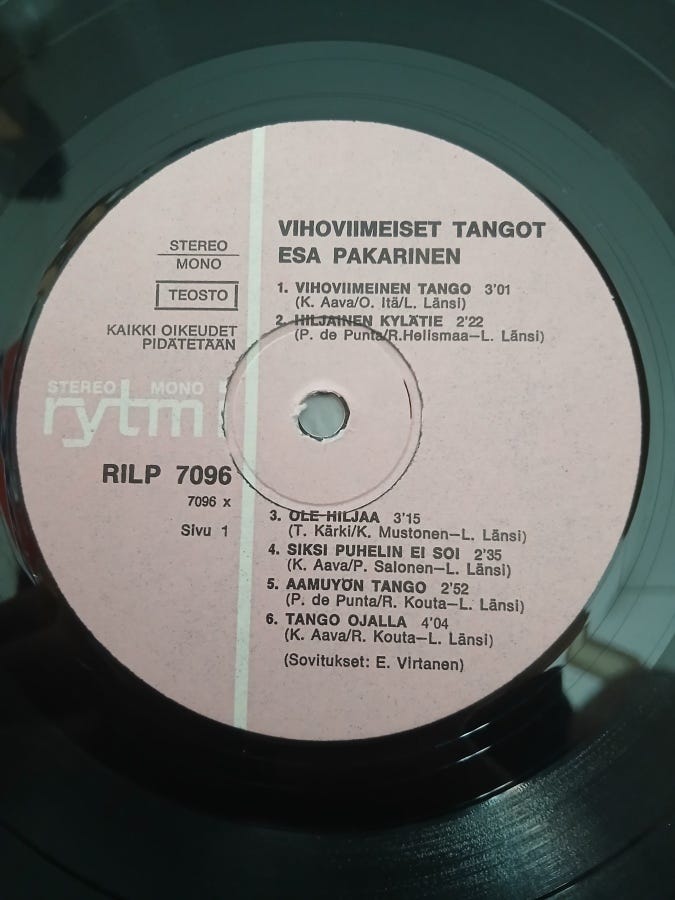 VIHOVIIMEISET TANGOT
ESA PAKARINEN
STEREO
MONO
TEOSTO
KAIKKI OIKEUDET
PIDÄTETÄÄN
STEREO MONO
rytmi
RILP 7096
7096 x
Sivu 1
1. VIHOVIIMEINEN TANGO 3'01
(K. Aava/O. Itä/L. Länsi)
2. HILJAINEN KYLÄTIE 2'22
(P. de Punta/R.Helismaa–L. Länsi)
3. OLE HILJAA 3'15
(T. Kärki/K. Mustonen–L. Länsi)
4. SIKSI PUHELIN EI SOI 2'35
(K. Aava/P. Salonen–L. Länsi)
5. AAMUYÖN TANGO 2'52
(P. de Punta/R. Kouta–L. Länsi)
6. TANGO OJALLA 4'04
(K. Aava/R. Kouta–L. Länsi)
(Sovitukset: E. Virtanen)